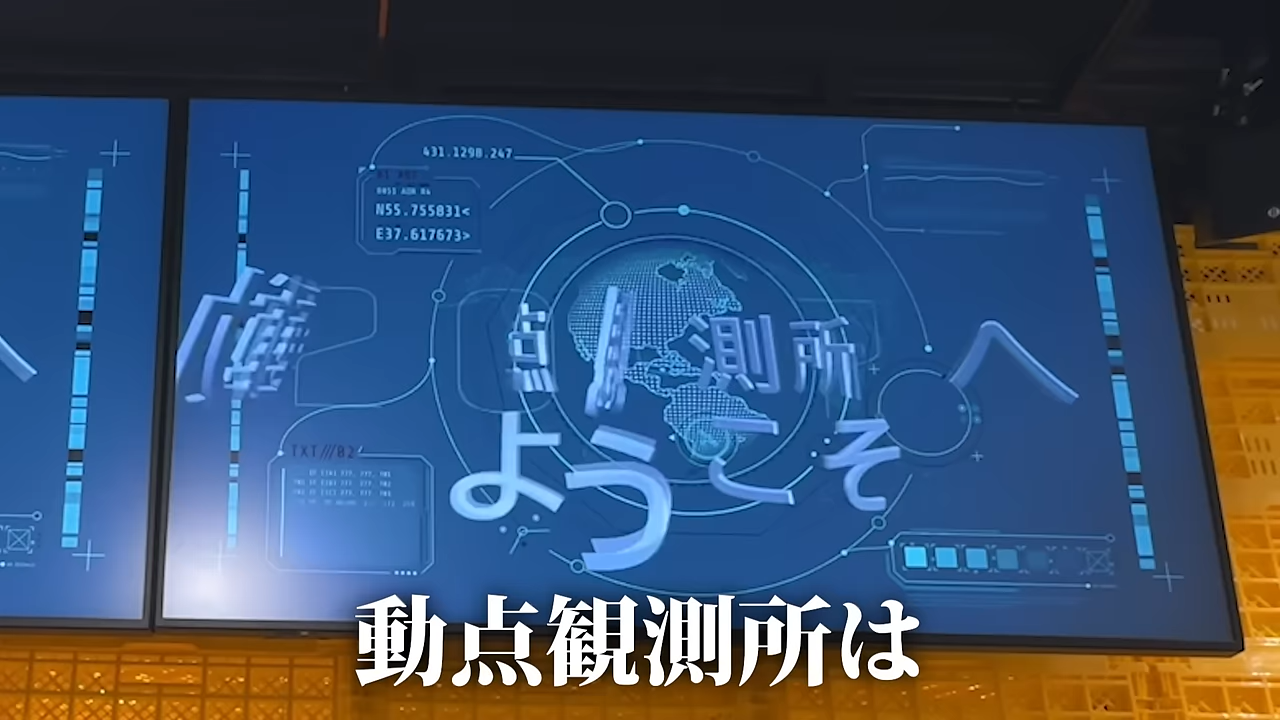 431.1298.247
N55.755831<
E37.617673>
点 測所へ
ようこそ
TXT///02
動点観測所は